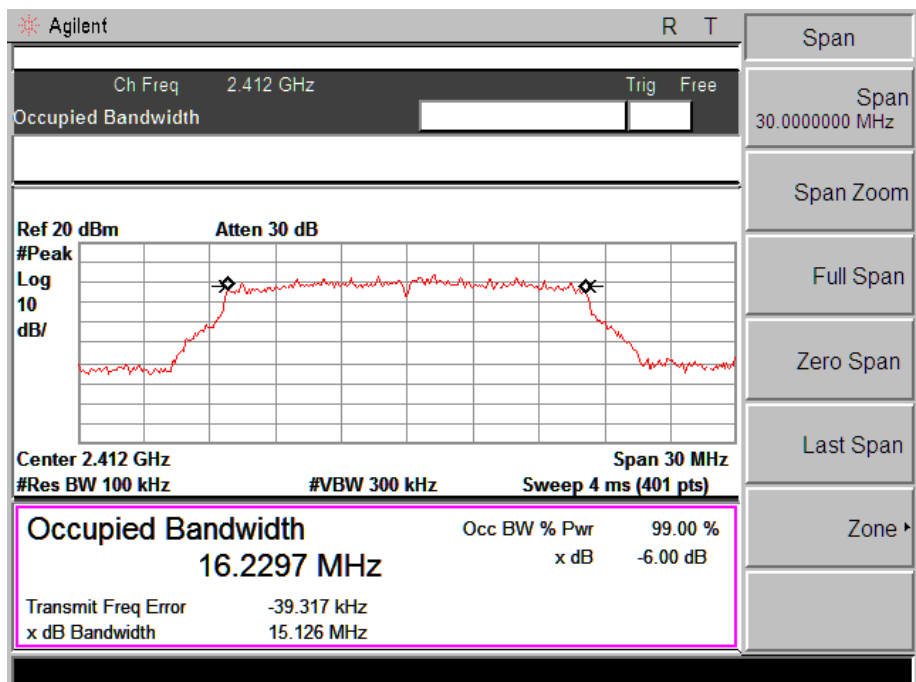 Agilent R T
Ch Freq 2.412 GHz Trig Free
Occupied Bandwidth
Ref 20 dBm Atten 30 dB
#Peak
Log
10
dB/
Center 2.412 GHz Span 30 MHz
#Res BW 100 kHz #VBW 300 kHz Sweep 4 ms (401 pts)
Occupied Bandwidth Occ BW % Pwr 99.00 %
16.2297 MHz x dB -6.00 dB
Transmit Freq Error -39.317 kHz
x dB Bandwidth 15.126 MHz
Span
Span
30.0000000 MHz
Span Zoom
Full Span
Zero Span
Last Span
Zone